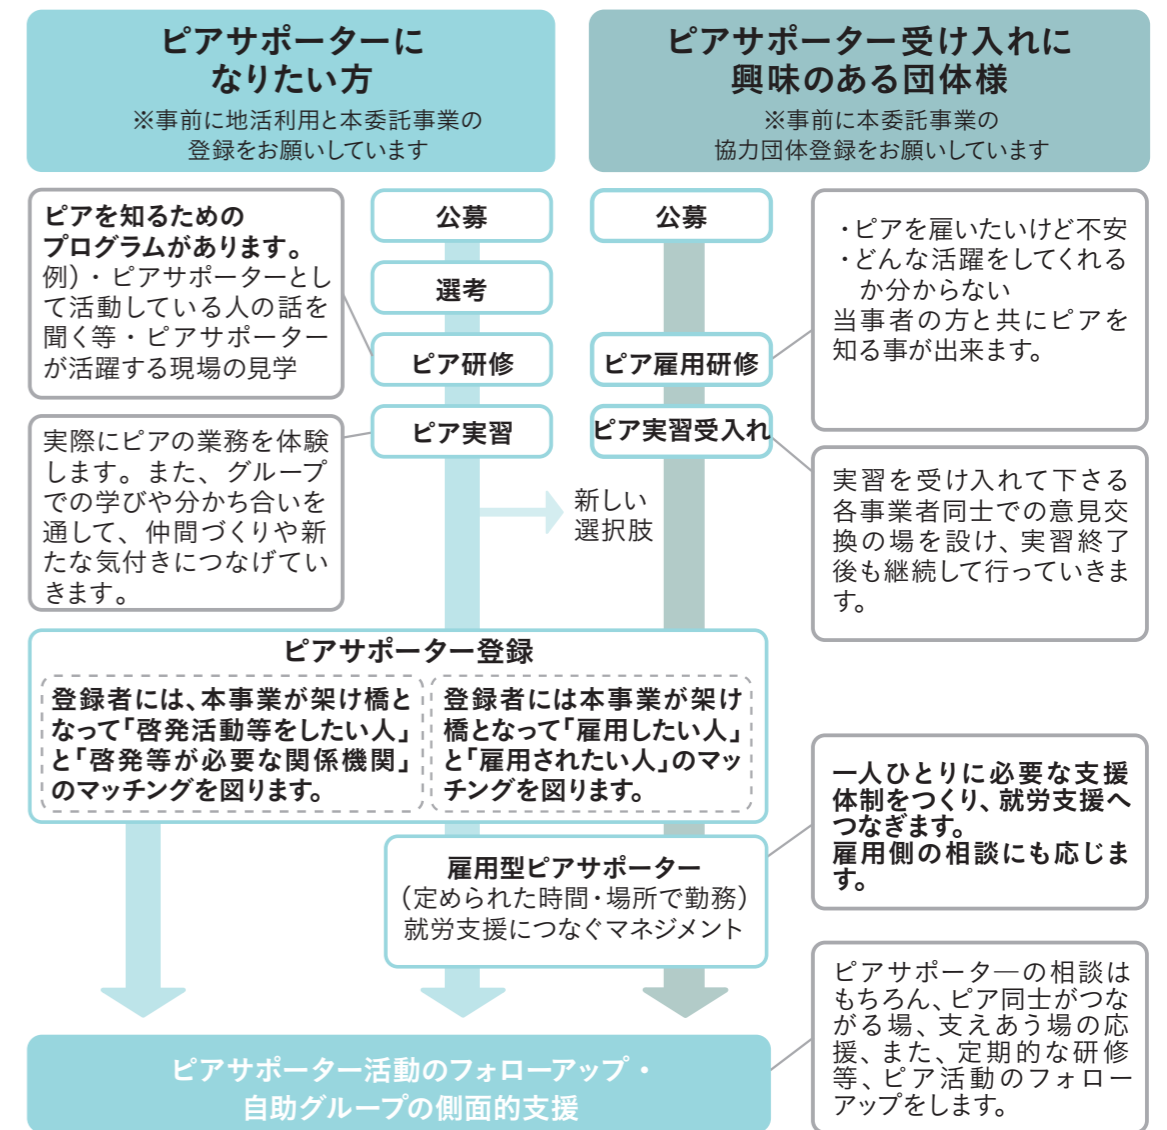 ピアサポーターに
なりたい方
※事前に地活利用と本委託事業の
登録をお願いしています
ピアサポーター受け入れに
興味のある団体様
※事前に本委託事業の
協力団体登録をお願いしています
ピアを知るための
プログラムがあります。
例）・ピアサポーターとし
て活動している人の話を
聞く等・ピアサポーター
が活躍する現場の見学
公募
選考
ピア研修
ピア実習
公募
ピア雇用研修
ピア実習受入れ
・ピアを雇いたいけど不安
・どんな活躍をしてくれる
か分からない
当事者の方と共にピアを
知る事が出来ます。
実際にピアの業務を体験
します。また、グループ
での学びや分かち合いを
通して、仲間づくりや新
たな気付きにつなげてい
きます。
新しい
選択肢
実習を受け入れて下さる
各事業者同士での意見交
換の場を設け、実習終了
後も継続して行っていきま
す。
ピアサポーター登録
登録者には、本事業が架け橋と
なって「啓発活動等をしたい人」
と「啓発等が必要な関係機関」
のマッチングを図ります。
登録者には本事業が架け
橋となって「雇用したい人」
と「雇用されたい人」のマッ
チングを図ります。
一人ひとりに必要な支援
体制をつくり、就労支援へ
つなぎます。
雇用側の相談にも応じま
す。
雇用型ピアサポーター
（定められた時間・場所で勤務）
就労支援につなぐマネジメント
ピアサポーター活動のフォローアップ・
自助グループの側面的支援
ピアサポータ―の相談は
もちろん、ピア同士がつな
がる場、支えあう場の応
援、また、定期的な研修
等、ピア活動のフォロー
アップをします。